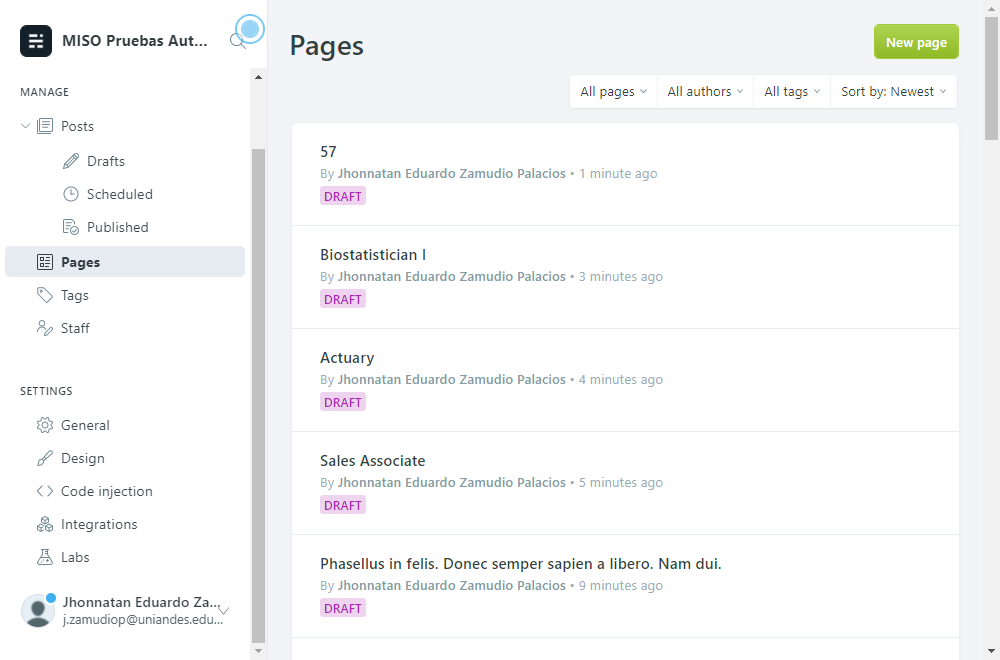 MISO Pruebas Aut...
MANAGE
Posts
Drafts
Scheduled
Published
Pages
Tags
Staff
SETTINGS
General
Design
Code injection
Integrations
Labs
Jhonnatan Eduardo Za...
j.zamudiop@uniandes.edu...
Pages
New page
All pages
All authors
All tags
Sort by: Newest
57
By Jhonnatan Eduardo Zamudio Palacios • 1 minute ago
DRAFT
Biostatistician I
By Jhonnatan Eduardo Zamudio Palacios • 3 minutes ago
DRAFT
Actuary
By Jhonnatan Eduardo Zamudio Palacios • 4 minutes ago
DRAFT
Sales Associate
By Jhonnatan Eduardo Zamudio Palacios • 5 minutes ago
DRAFT
Phasellus in felis. Donec semper sapien a libero. Nam dui.
By Jhonnatan Eduardo Zamudio Palacios • 9 minutes ago
DRAFT